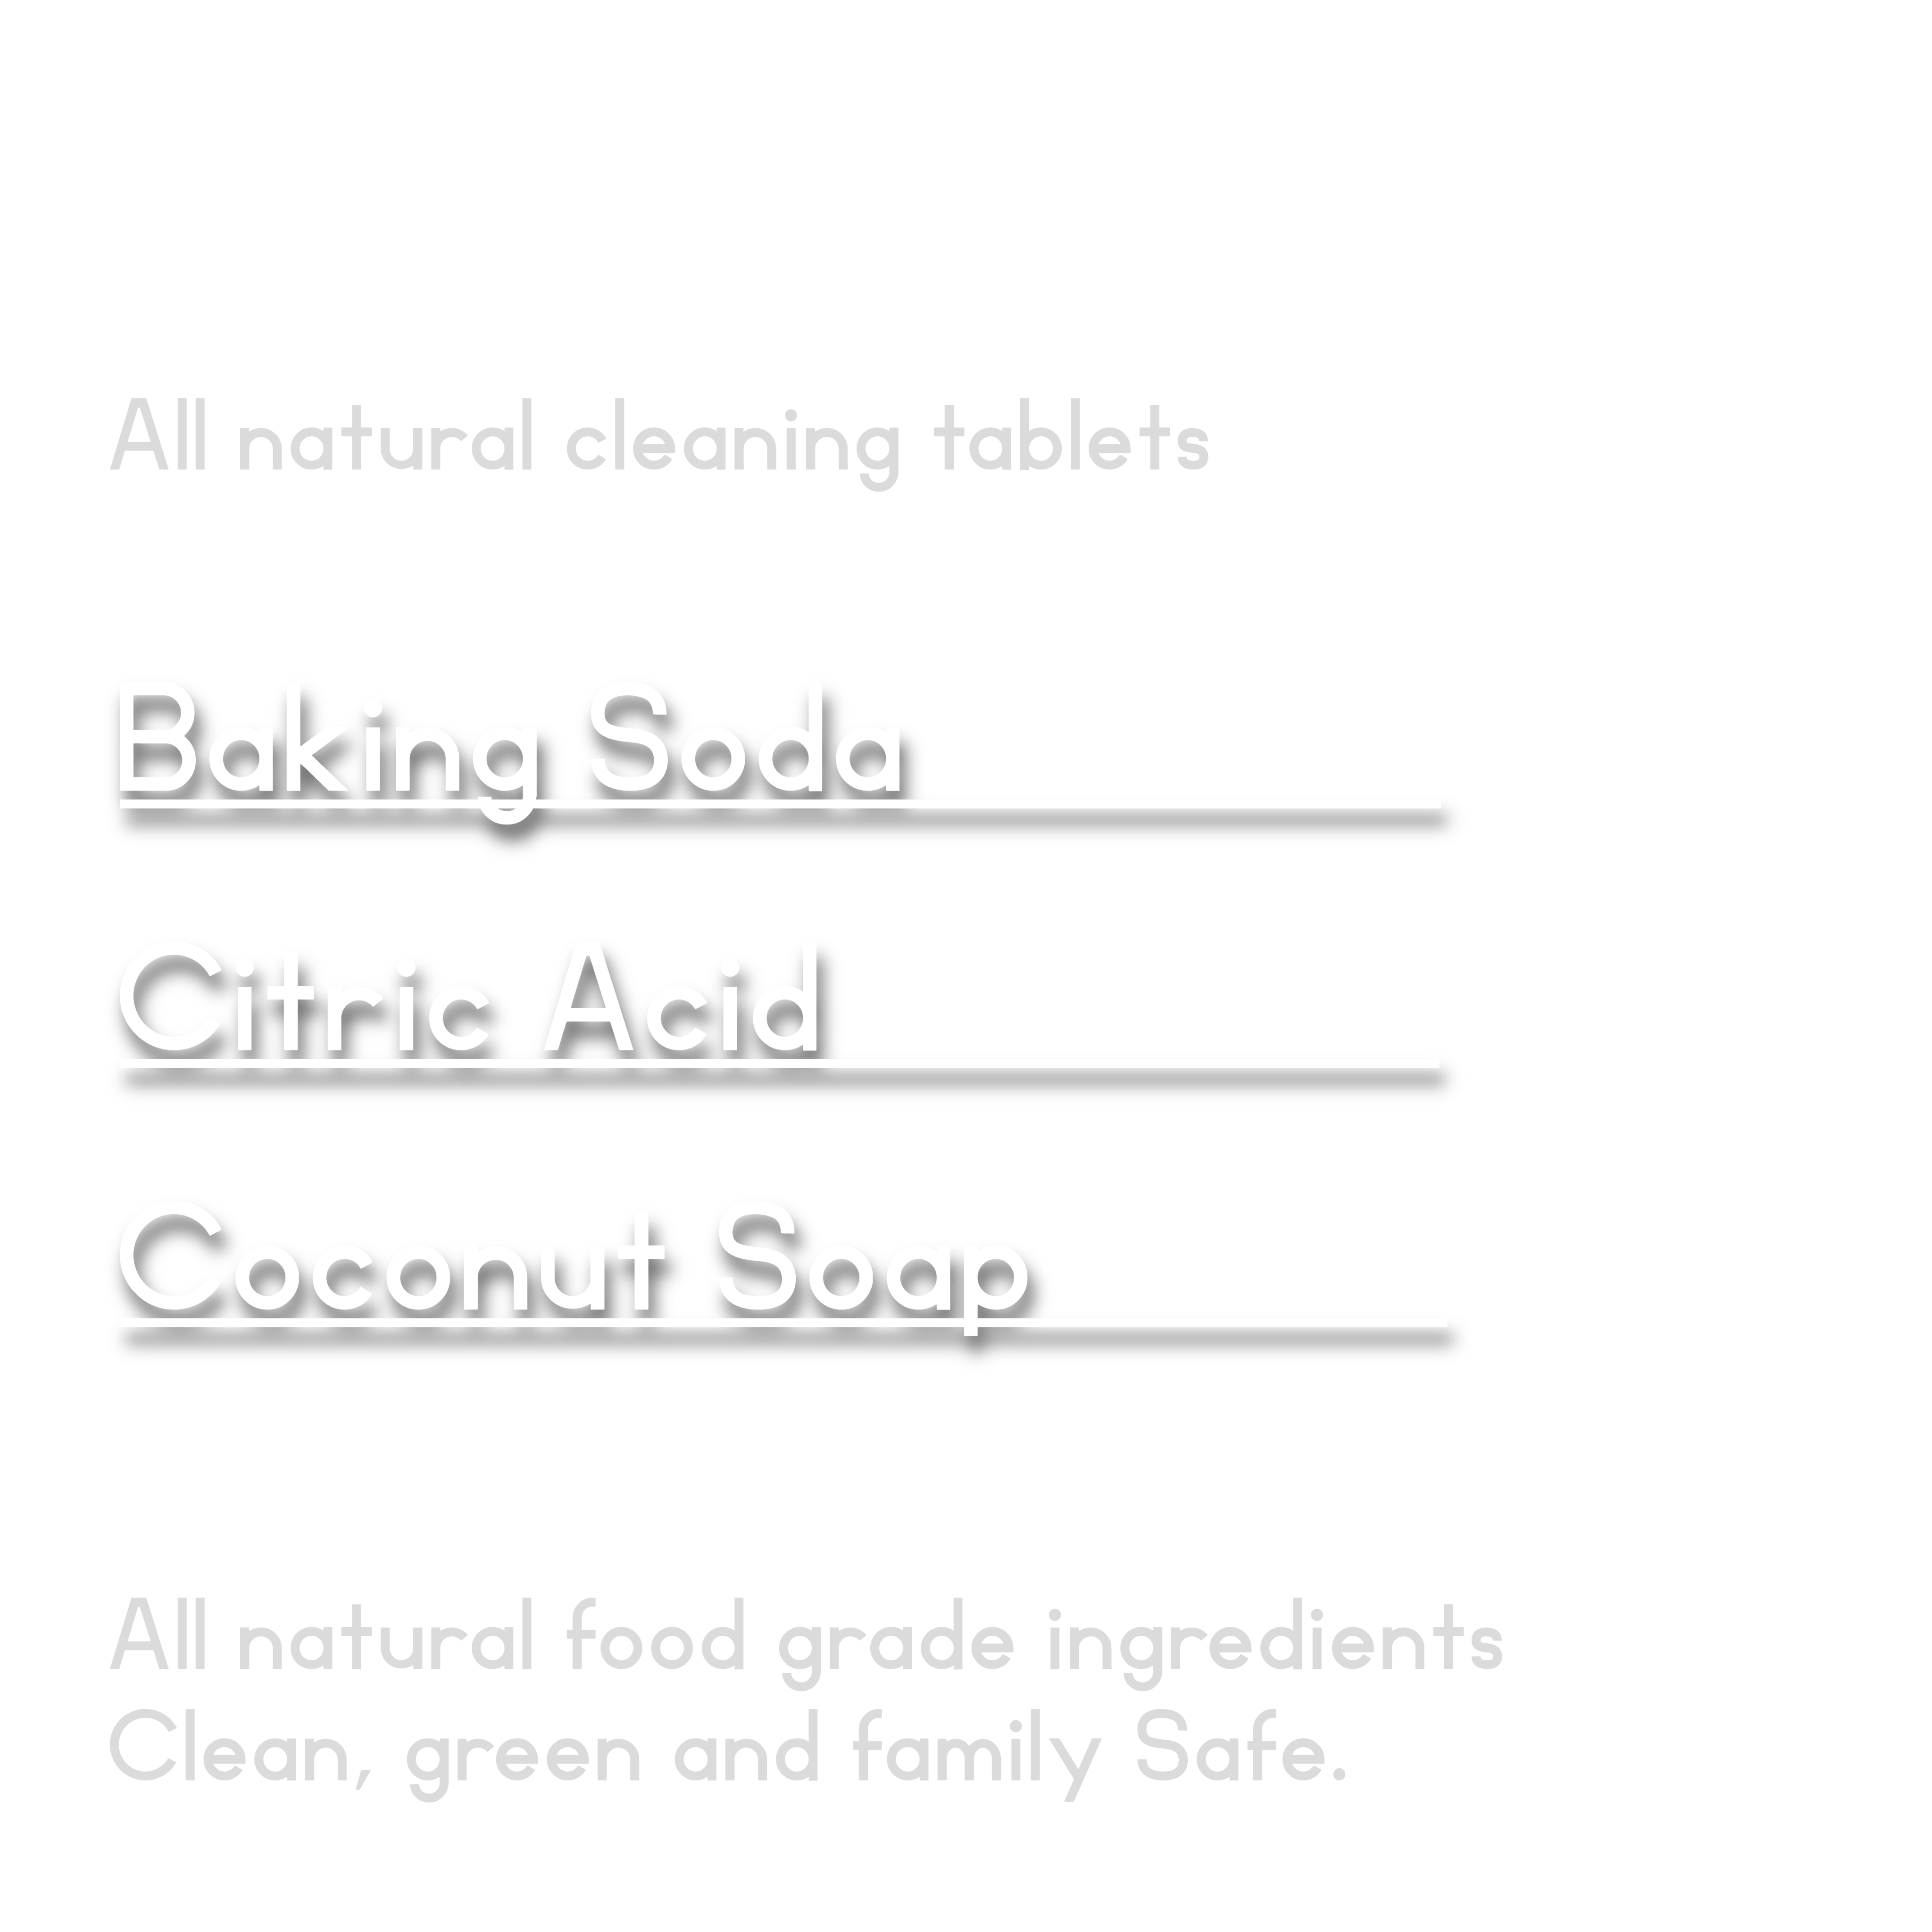 All natural cleaning tablets
Baking Soda
Citric Acid
Coconut Soap
All natural food grade ingredients
Clean, green and family Safe.